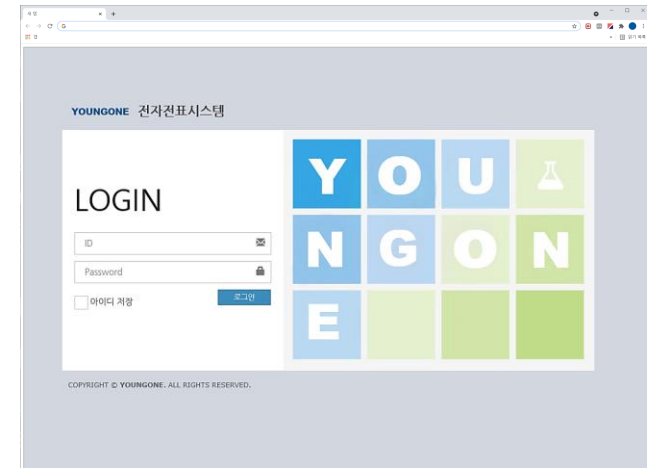 YOUNGONE 전자전표시스템
LOGIN
ID
Password
아이디 저장
로그인
Y O U
N G O N
E
COPYRIGHT © YOUNGONE. ALL RIGHTS RESERVED.